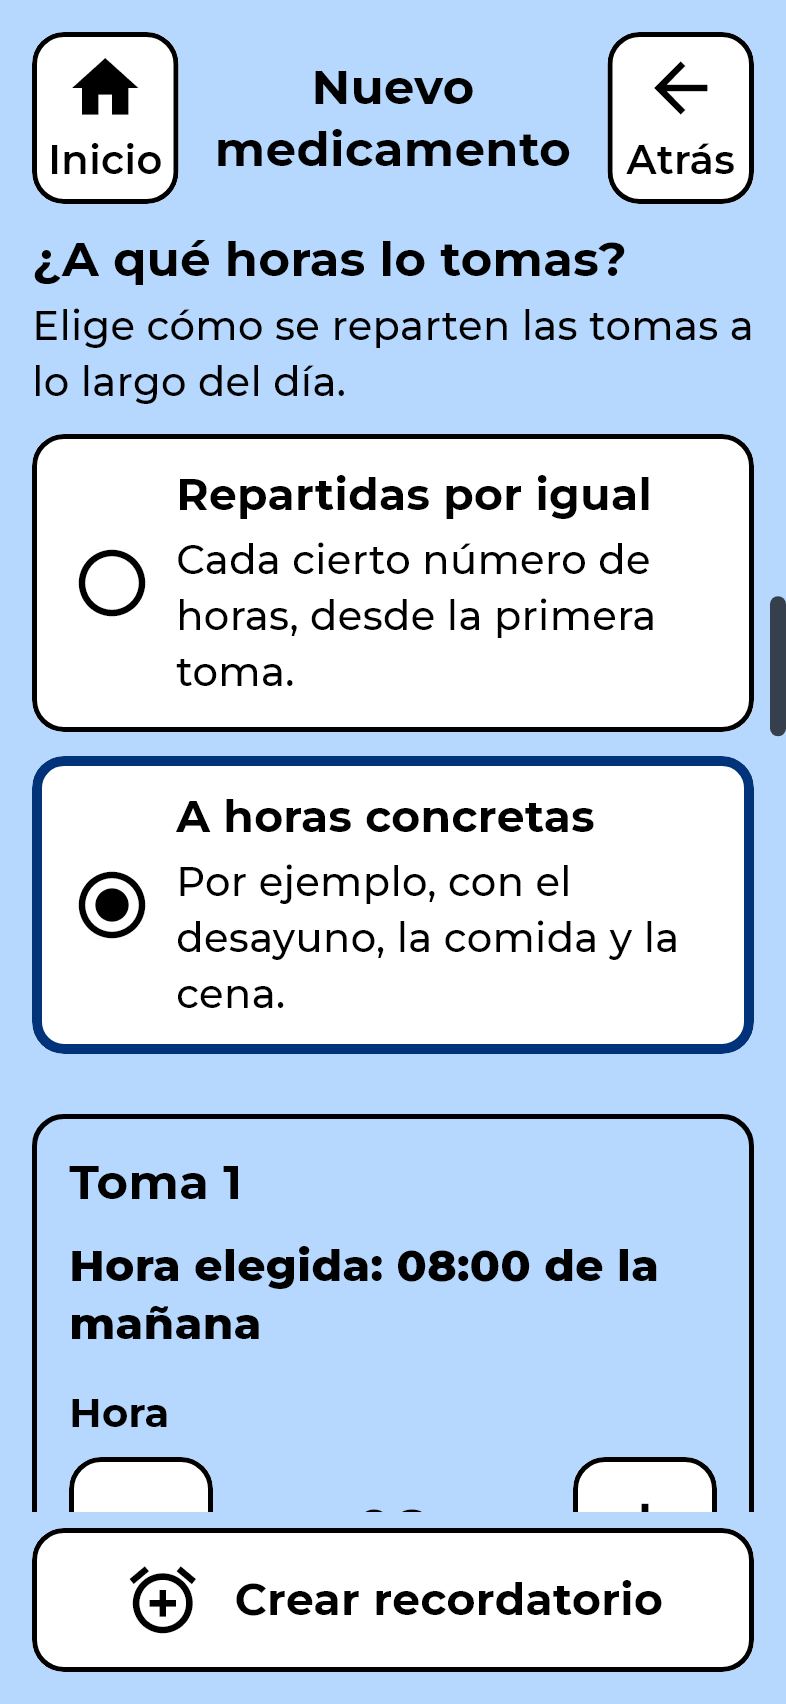 Inicio
Nuevo
medicamento
Atrás
¿A qué horas lo tomas?
Elige cómo se reparten las tomas a
lo largo del día.
Repartidas por igual
Cada cierto número de
horas, desde la primera
toma.
A horas concretas
Por ejemplo, con el
desayuno, la comida y la
cena.
Toma 1
Hora elegida: 08:00 de la
mañana
Hora
Crear recordatorio